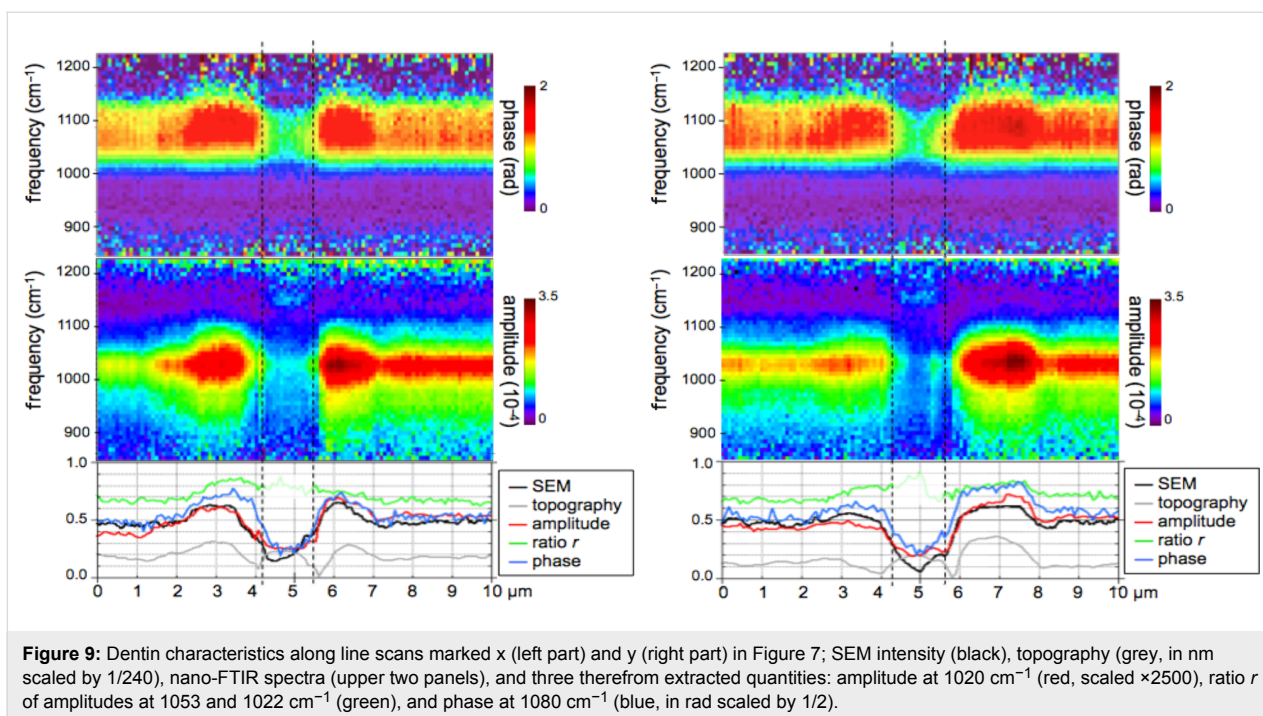 1200
1100
1000
900
frequency (cm⁻¹)
2
0
phase (rad)
1200
1100
1000
900
frequency (cm⁻¹)
3.5
0
amplitude (10⁻⁴)
1.0
0.5
0.0
0 1 2 3 4 5 6 7 8 9 10 µm
SEM
topography
amplitude
ratio r
phase
1200
1100
1000
900
frequency (cm⁻¹)
2
0
phase (rad)
1200
1100
1000
900
frequency (cm⁻¹)
3.5
0
amplitude (10⁻⁴)
1.0
0.5
0.0
0 1 2 3 4 5 6 7 8 9 10 µm
SEM
topography
amplitude
ratio r
phase
Figure 9: Dentin characteristics along line scans marked x (left part) and y (right part) in Figure 7; SEM intensity (black), topography (grey, in nm
scaled by 1/240), nano-FTIR spectra (upper two panels), and three therefrom extracted quantities: amplitude at 1020 cm⁻¹ (red, scaled ×2500), ratio r
of amplitudes at 1053 and 1022 cm⁻¹ (green), and phase at 1080 cm⁻¹ (blue, in rad scaled by 1/2).